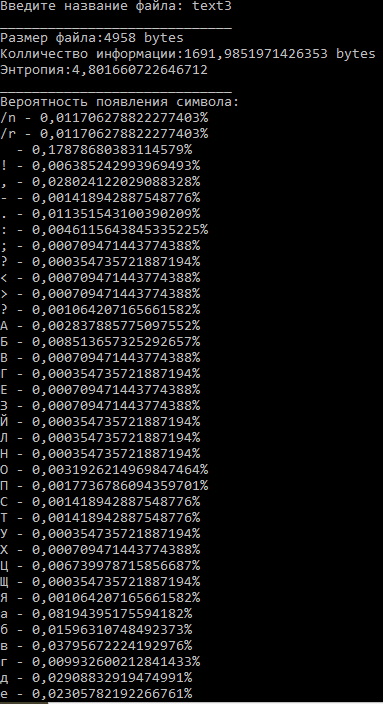 Введите название файла: text3
_____________________________
Размер файла:4958 bytes
Колличество информации:1691,9851971426353 bytes
Энтропия:4,801660722646712
_____________________________
Вероятность появления символа:
/n - 0,011706278822277403%
/r - 0,011706278822277403%
  - 0,17878680383114579%
! - 0,006385242993969493%
, - 0,028024122029088328%
- - 0,001418942887548776%
. - 0,011351543100390209%
: - 0,0046115643845335225%
; - 0,000709471443774388%
? - 0,000354735721887194%
< - 0,000709471443774388%
> - 0,000709471443774388%
? - 0,001064207165661582%
А - 0,002837885775097552%
Б - 0,008513657325292657%
В - 0,000709471443774388%
Г - 0,000354735721887194%
Е - 0,000709471443774388%
З - 0,000709471443774388%
Й - 0,000354735721887194%
Л - 0,000354735721887194%
Н - 0,000354735721887194%
О - 0,0031926214969847464%
П - 0,0017736786094359701%
С - 0,001418942887548776%
Т - 0,001418942887548776%
У - 0,000354735721887194%
Х - 0,000709471443774388%
Ц - 0,006739978715856687%
Щ - 0,000354735721887194%
Я - 0,001064207165661582%
а - 0,08194395175594182%
б - 0,01596310748492373%
в - 0,03795672224192976%
г - 0,009932600212841433%
д - 0,02908832919474991%
е - 0,02305782192266761%